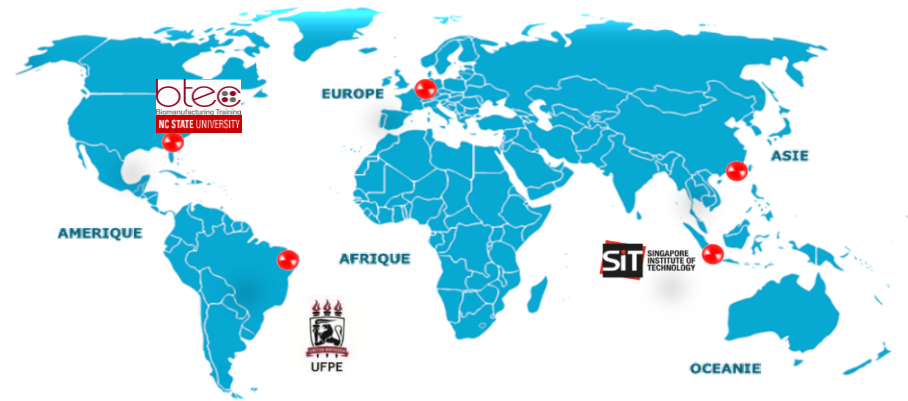 EUROPE
btec
Biomanufacturing Training
NC STATE UNIVERSITY
ASIE
AMERIQUE
AFRIQUE
SiT
SINGAPORE
INSTITUTE OF
TECHNOLOGY
UFPE
OCEANIE